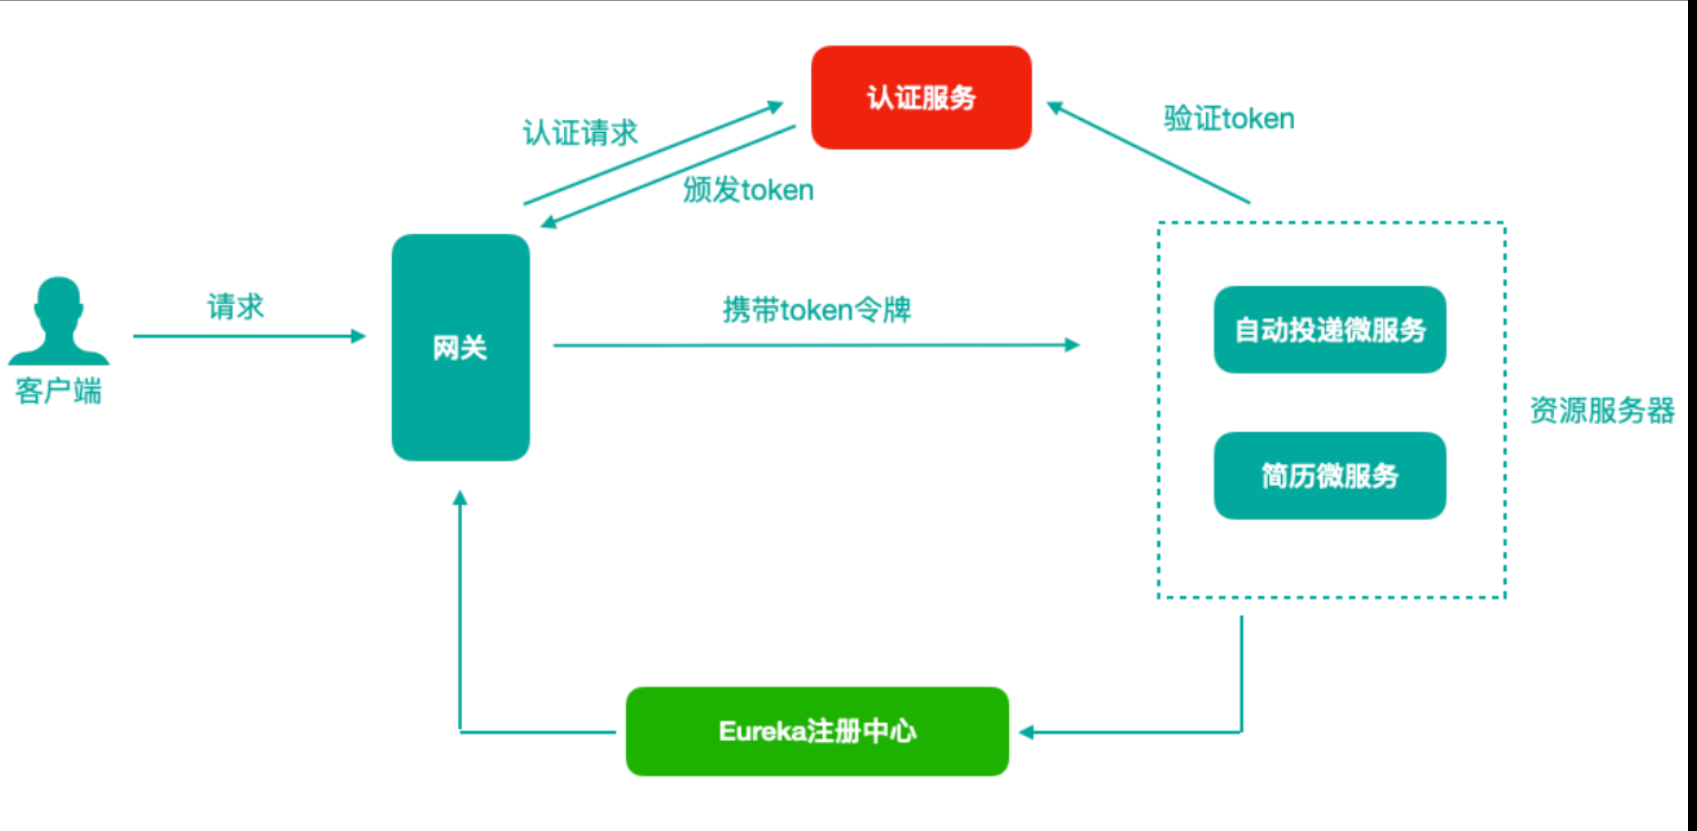 认证服务
认证请求
验证token
颁发token
请求
网关
携带token令牌
自动投递微服务
客户端
资源服务器
简历微服务
Eureka注册中心